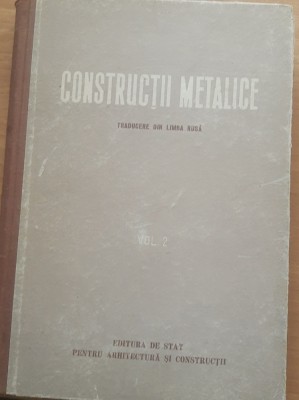 CONSTRUCȚII METALICE
TRADUCERE DIN LIMBA RUSĂ
VOL. 2
EDITURA DE STAT
PENTRU ARHITECTURĂ ȘI CONSTRUCȚII